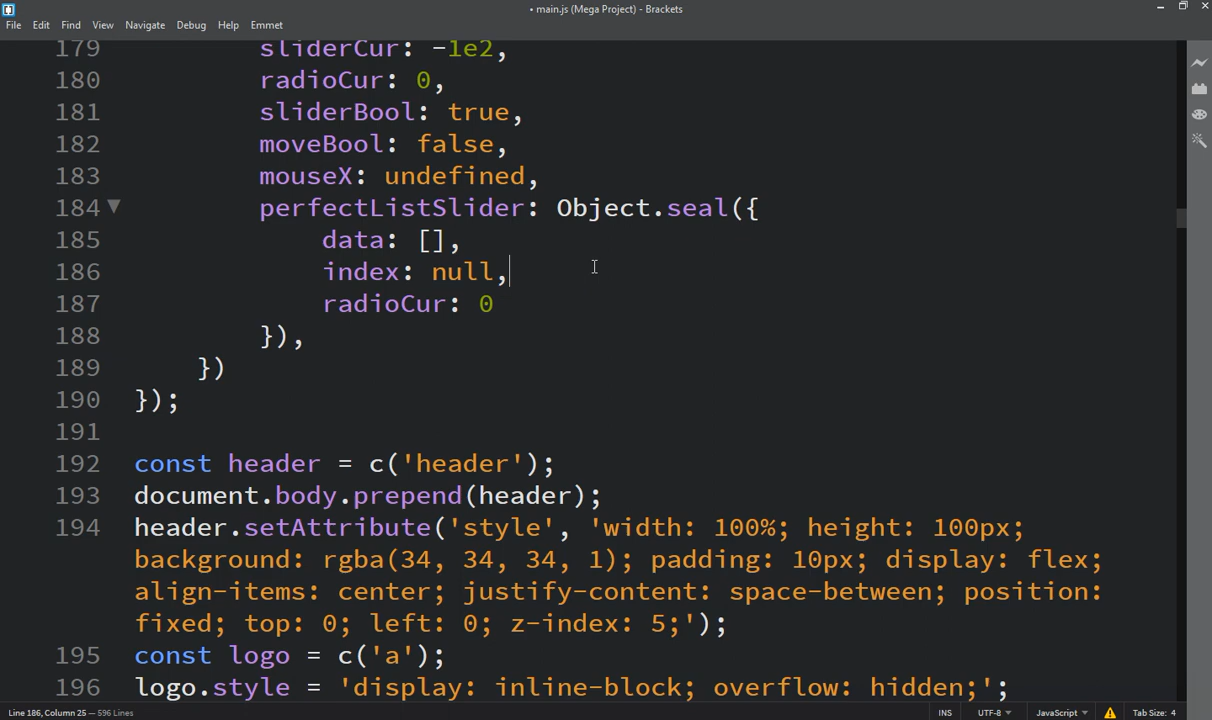 • main.js (Mega Project) - Brackets
File Edit Find View Navigate Debug Help Emmet
179 sliderCur: -1e2,
180 radioCur: 0,
181 sliderBool: true,
182 moveBool: false,
183 mouseX: undefined,
184 ▼ perfectListSlider: Object.seal({
185 data: [],
186 index: null,
187 radioCur: 0
188 }),
189 })
190 });
191
192 const header = c('header');
193 document.body.prepend(header);
194 header.setAttribute('style', 'width: 100%; height: 100px;
background: rgba(34, 34, 34, 1); padding: 10px; display: flex;
align-items: center; justify-content: space-between; position:
fixed; top: 0; left: 0; z-index: 5;');
195 const logo = c('a');
196 logo.style = 'display: inline-block; overflow: hidden;';
Line 186, Column 25 — 596 Lines INS UTF-8 ▼ JavaScript ▼ Tab Size: 4